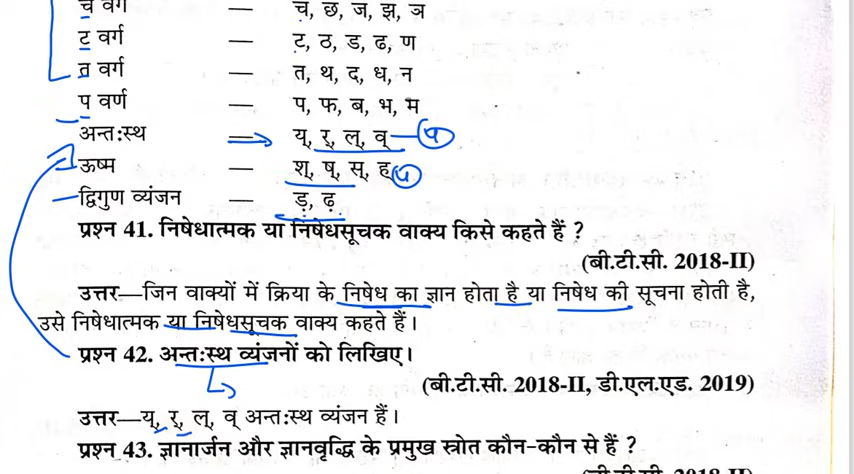 च वर्ग — च, छ, ज, झ, ञ
ट वर्ग — ट, ठ, ड, ढ, ण
त वर्ग — त, थ, द, ध, न
प वर्ण — प, फ, ब, भ, म
अन्त:स्थ — य्, र्, ल्, व्
ऊष्म — श्, ष्, स्, ह्
द्विगुण व्यंजन — ड़, ढ़
प्रश्न 41. निषेधात्मक या निषेधसूचक वाक्य किसे कहते हैं ?
(बी.टी.सी. 2018-II)
उत्तर—जिन वाक्यों में क्रिया के निषेध का ज्ञान होता है या निषेध की सूचना होती है,
उसे निषेधात्मक या निषेधसूचक वाक्य कहते हैं।
प्रश्न 42. अन्त:स्थ व्यंजनों को लिखिए।
(बी.टी.सी. 2018-II, डी.एल.एड. 2019)
उत्तर—य्, र्, ल्, व् अन्त:स्थ व्यंजन हैं।
प्रश्न 43. ज्ञानार्जन और ज्ञानवृद्धि के प्रमुख स्त्रोत कौन-कौन से हैं ?